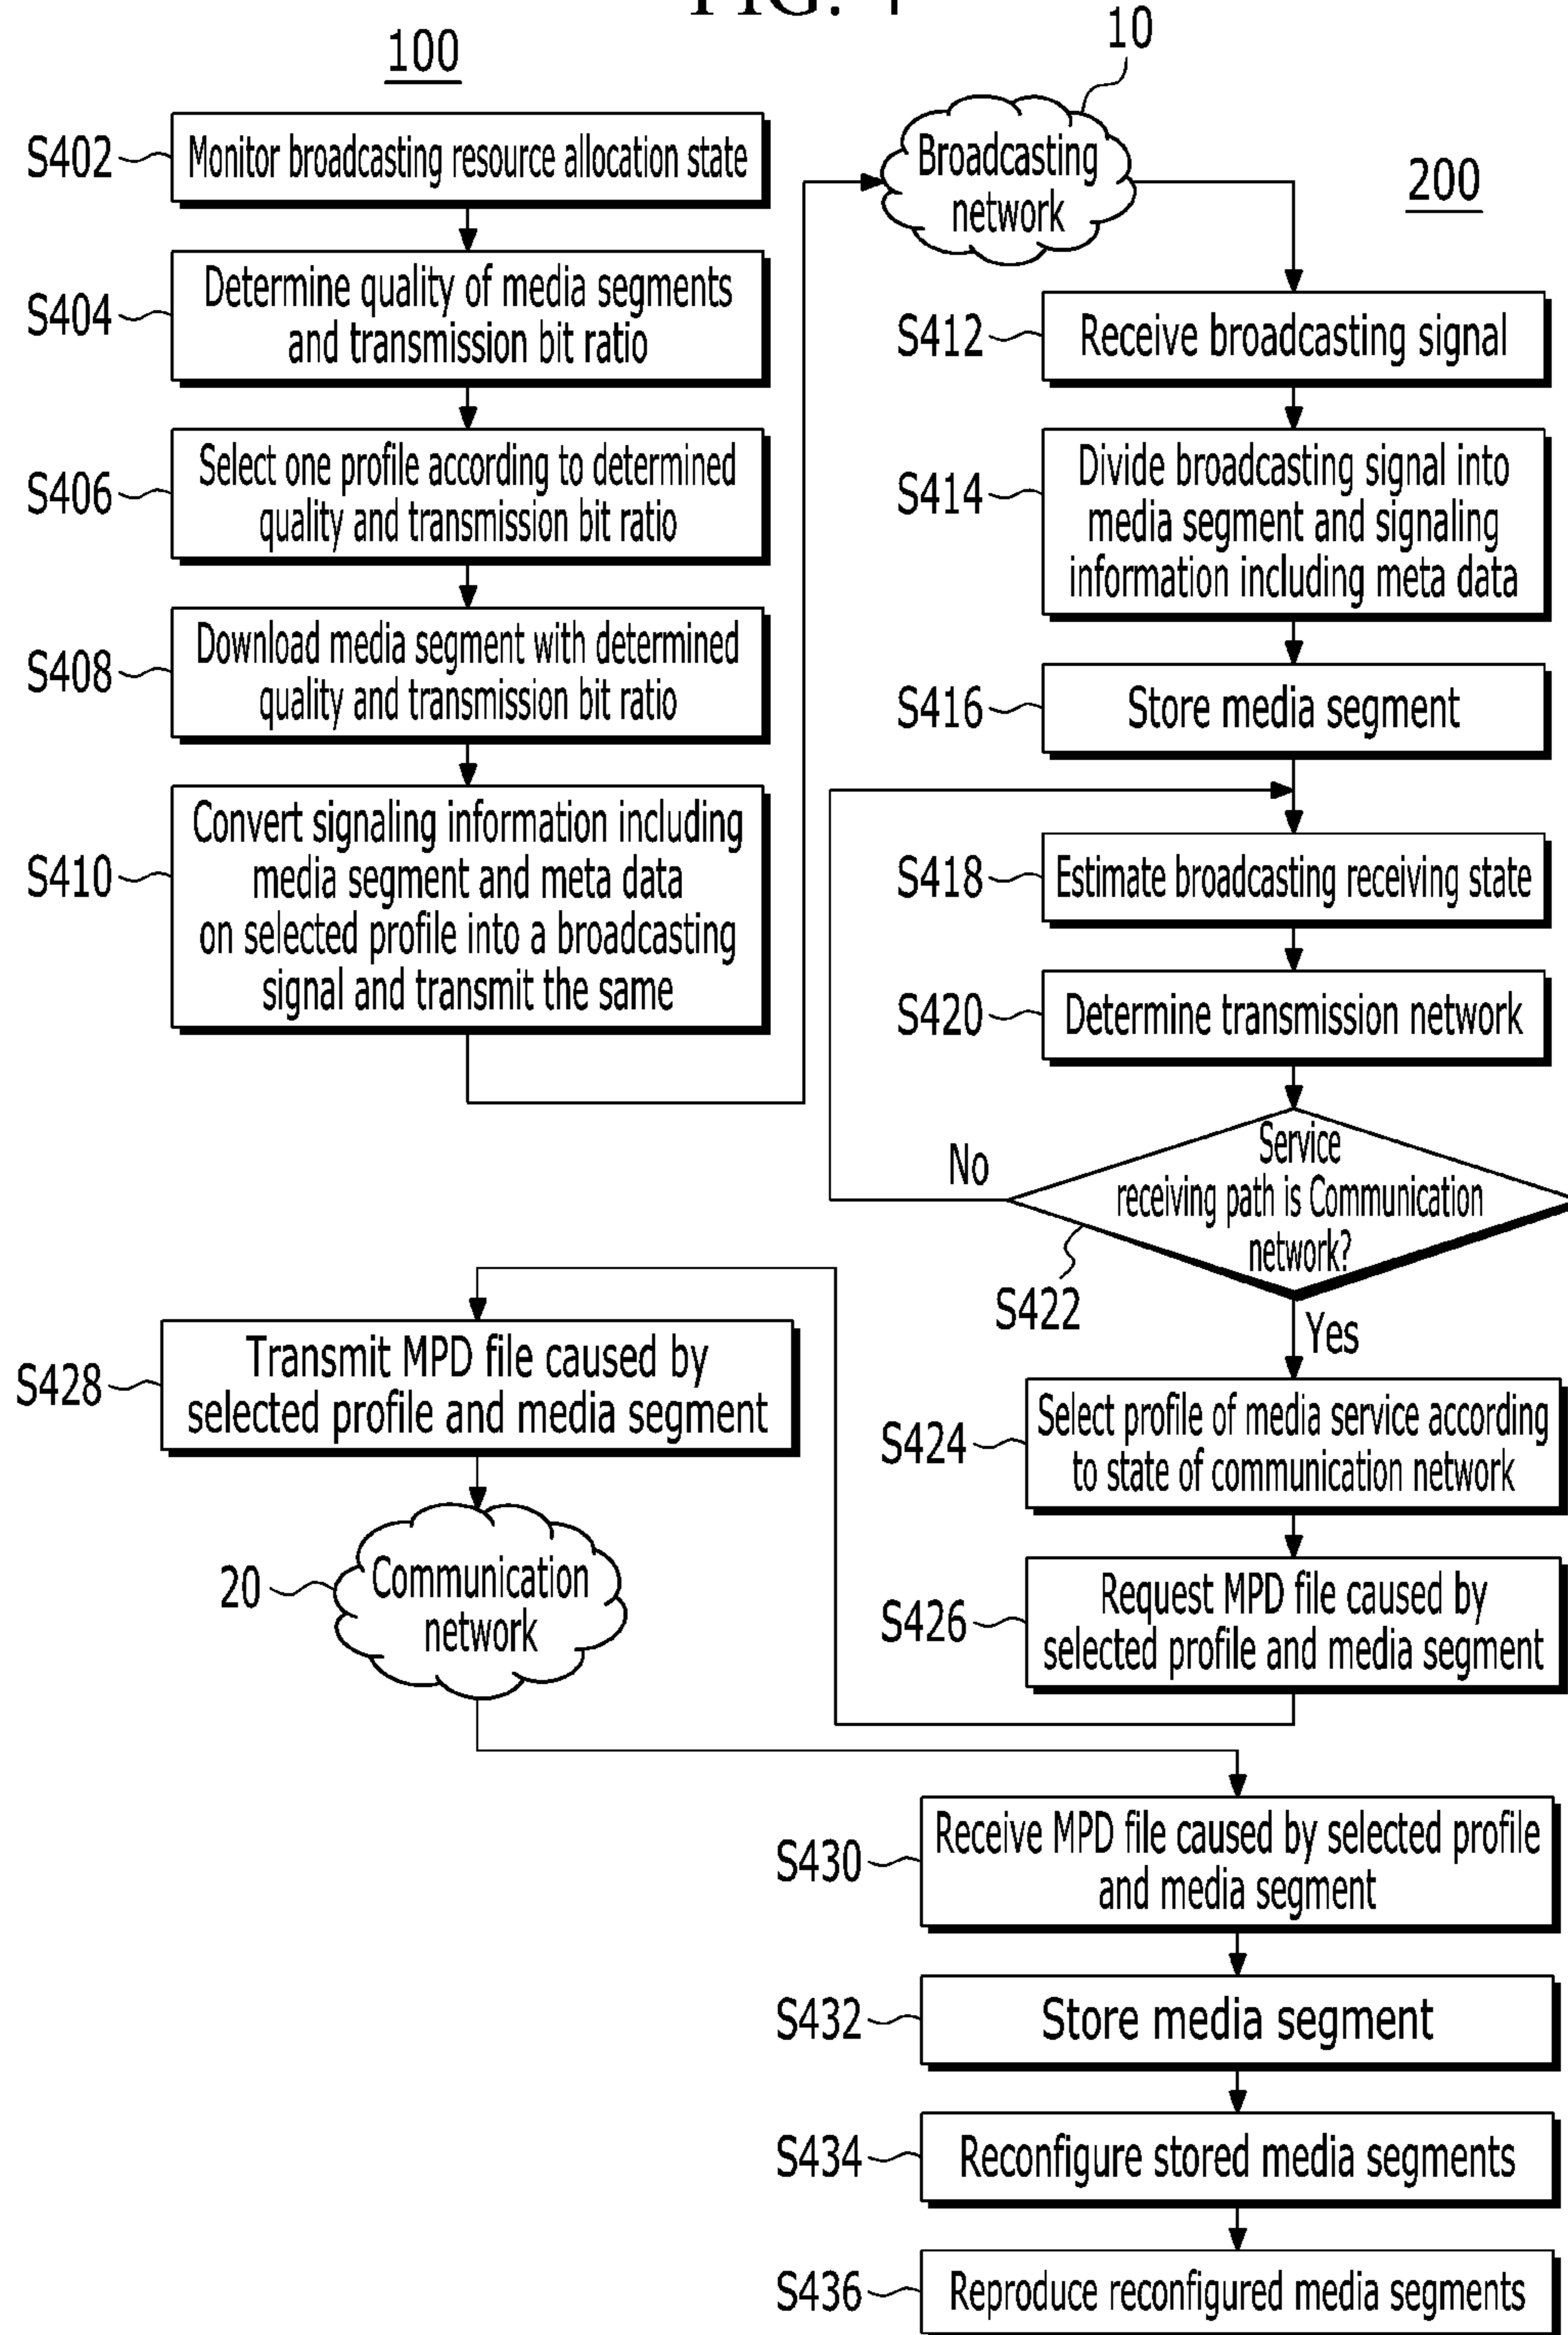 FIG. 4
100
S402
Monitor broadcasting resource allocation state
S404
Determine quality of media segments
and transmission bit ratio
S406
Select one profile according to determined
quality and transmission bit ratio
S408
Download media segment with determined
quality and transmission bit ratio
S410
Convert signaling information including
media segment and meta data
on selected profile into a broadcasting
signal and transmit the same
10
Broadcasting
network
200
S412
Receive broadcasting signal
S414
Divide broadcasting signal into
media segment and signaling
information including meta data
S416
Store media segment
S418
Estimate broadcasting receiving state
S420
Determine transmission network
No
Service
receiving path is Communication
network?
S422
Yes
S424
Select profile of media service according
to state of communication network
S426
Request MPD file caused by
selected profile and media segment
S428
Transmit MPD file caused by
selected profile and media segment
20
Communication
network
S430
Receive MPD file caused by selected profile
and media segment
S432
Store media segment
S434
Reconfigure stored media segments
S436
Reproduce reconfigured media segments